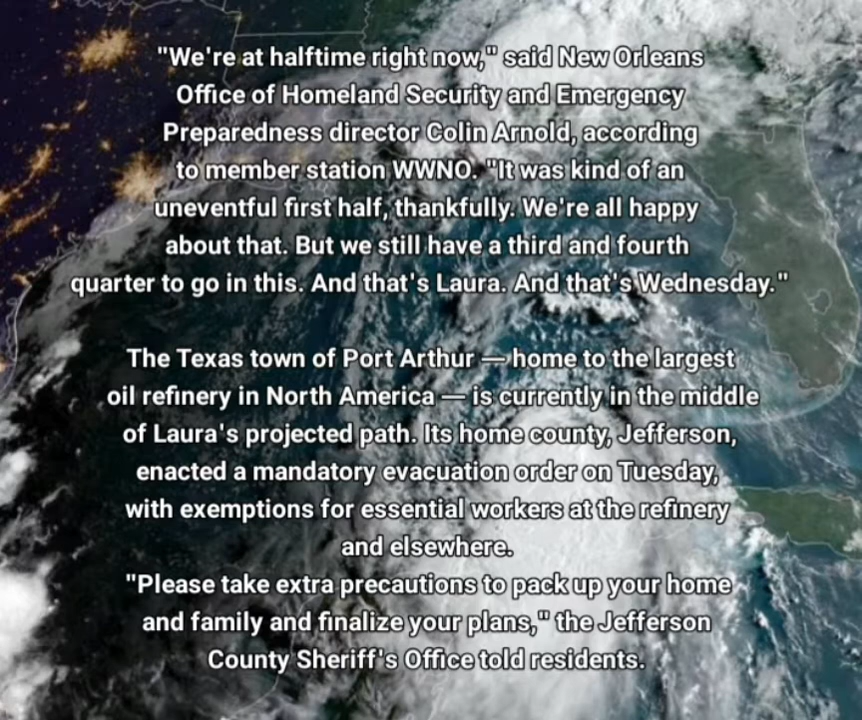 "We're at halftime right now," said New Orleans
Office of Homeland Security and Emergency
Preparedness director Colin Arnold, according
to member station WWNO. "It was kind of an
uneventful first half, thankfully. We're all happy
about that. But we still have a third and fourth
quarter to go in this. And that's Laura. And that's Wednesday."
The Texas town of Port Arthur — home to the largest
oil refinery in North America — is currently in the middle
of Laura's projected path. Its home county, Jefferson,
enacted a mandatory evacuation order on Tuesday,
with exemptions for essential workers at the refinery
and elsewhere.
"Please take extra precautions to pack up your home
and family and finalize your plans," the Jefferson
County Sheriff's Office told residents.